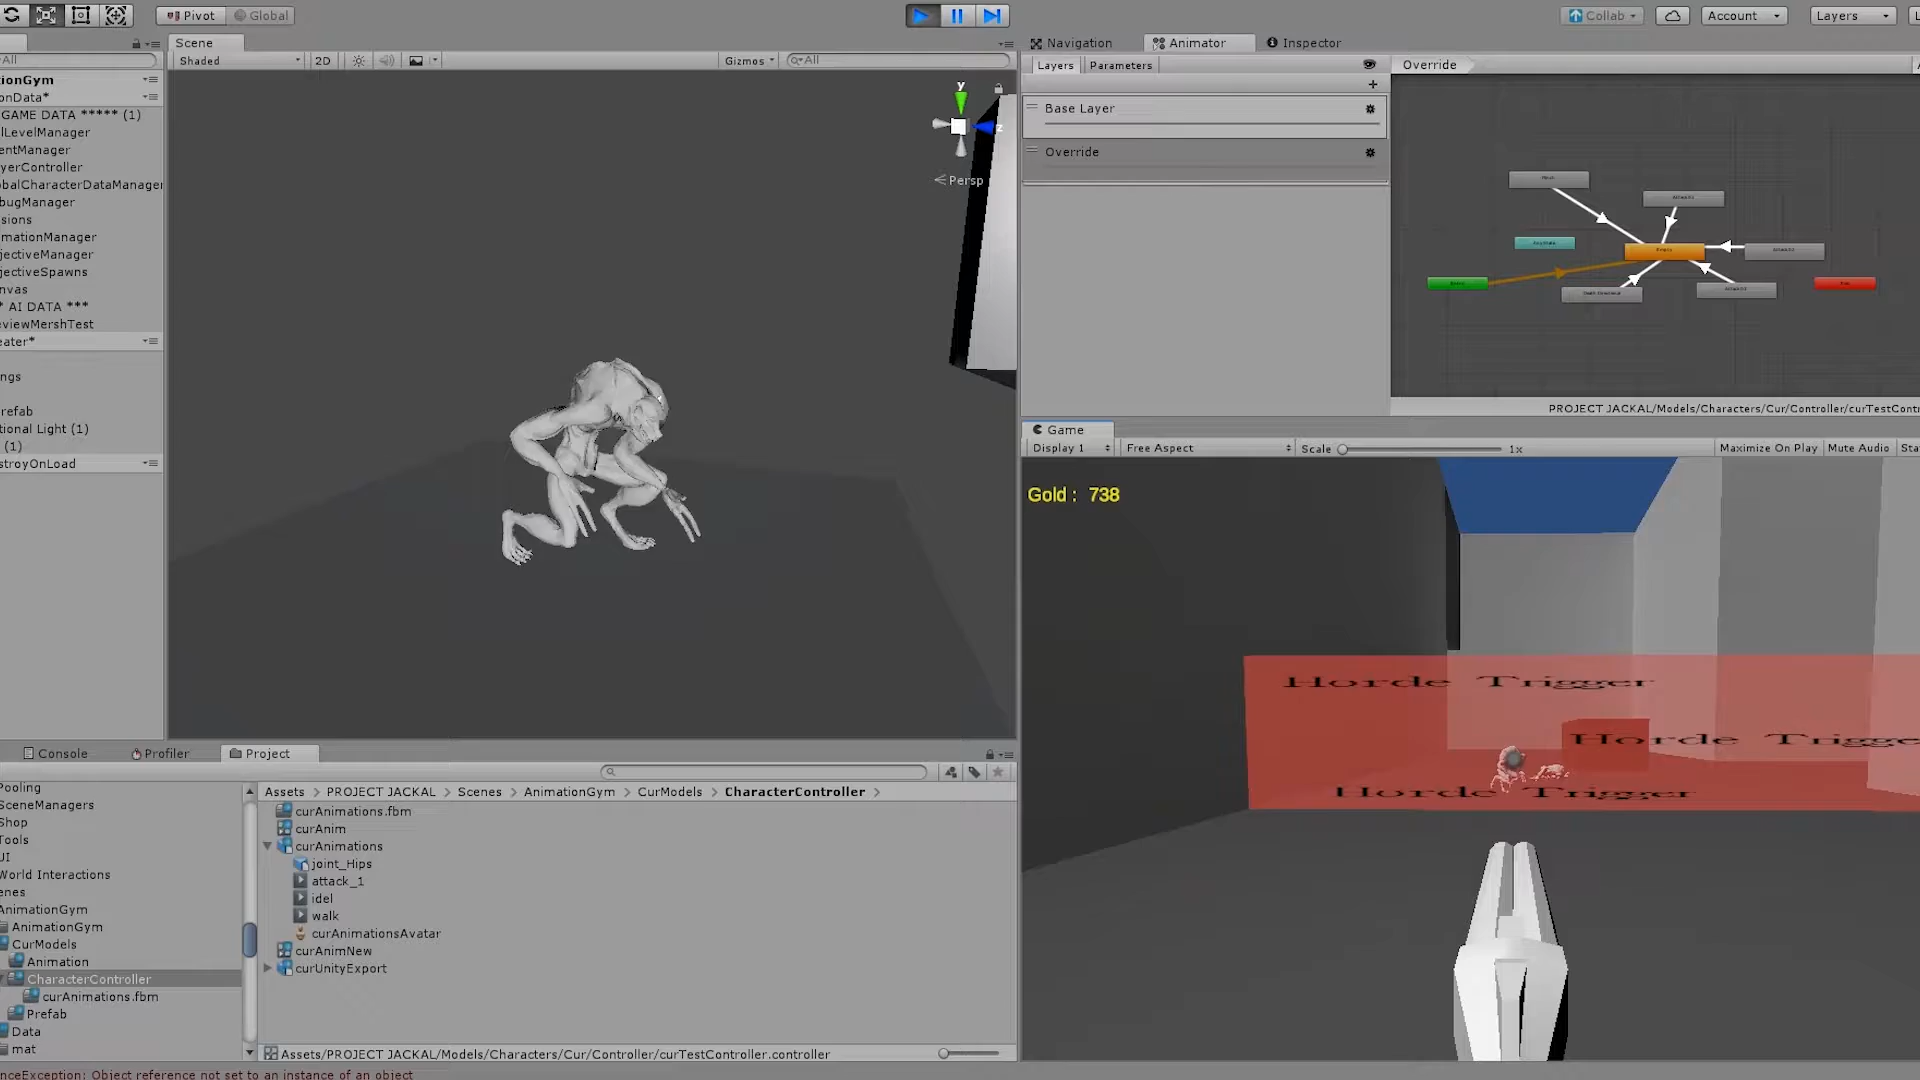 Pivot Global
Collab Account Layers
Scene
Navigation Animator Inspector
All
Shaded 2D Gizmos All
Layers Parameters
Override
ionGym
onData*
GAME DATA ***** (1)
lLevelManager
entManager
yerController
balCharacterDataManager
bugManager
sions
mationManager
jectiveManager
jectiveSpawns
nvas
* AI DATA ***
viewMershTest
eater*
ngs
refab
tional Light (1)
(1)
stroyOnLoad
y
z
Persp
Base Layer
Override
PROJECT JACKAL/Models/Characters/Cur/Controller/curTestContr
Game
Display 1 Free Aspect Scale 1x Maximize On Play Mute Audio Sta
Gold : 738
Horde Trigger
Horde Trigge
Horde Trigger
Console Profiler Project
Pooling
SceneManagers
Shop
Tools
UI
World Interactions
enes
AnimationGym
AnimationGym
CurModels
Animation
CharacterController
curAnimations.fbm
Prefab
Data
mat
Assets PROJECT JACKAL Scenes AnimationGym CurModels CharacterController
curAnimations.fbm
curAnim
curAnimations
joint_Hips
attack_1
idel
walk
curAnimationsAvatar
curAnimNew
curUnityExport
Assets/PROJECT JACKAL/Models/Characters/Cur/Controller/curTestController.controller
nceException: Object reference not set to an instance of an object